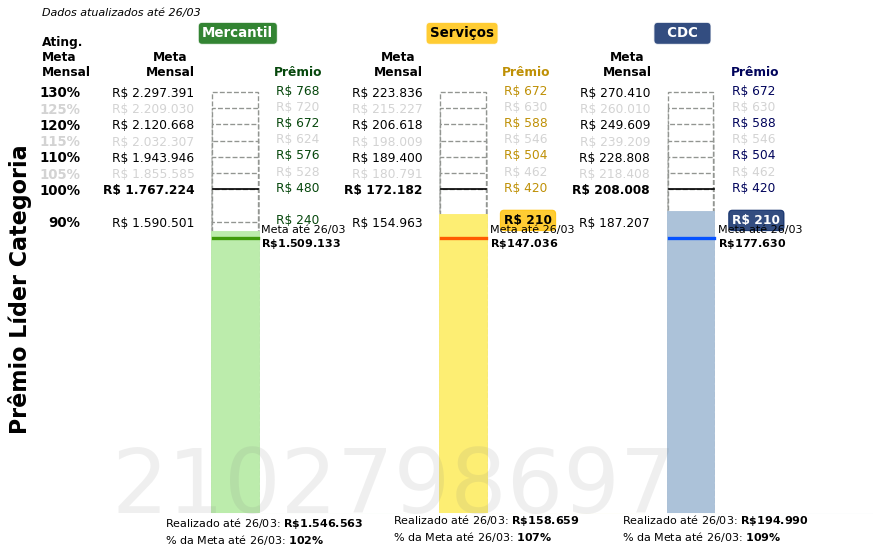 Dados atualizados até 26/03
Mercantil Serviços CDC
Ating.
Meta Meta Meta Meta
Mensal Mensal Prêmio Mensal Prêmio Mensal Prêmio
130% R$ 2.297.391 R$ 768 R$ 223.836 R$ 672 R$ 270.410 R$ 672
125% R$ 2.209.030 R$ 720 R$ 215.227 R$ 630 R$ 260.010 R$ 630
120% R$ 2.120.668 R$ 672 R$ 206.618 R$ 588 R$ 249.609 R$ 588
115% R$ 2.032.307 R$ 624 R$ 198.009 R$ 546 R$ 239.209 R$ 546
110% R$ 1.943.946 R$ 576 R$ 189.400 R$ 504 R$ 228.808 R$ 504
105% R$ 1.855.585 R$ 528 R$ 180.791 R$ 462 R$ 218.408 R$ 462
100% R$ 1.767.224 R$ 480 R$ 172.182 R$ 420 R$ 208.008 R$ 420
90% R$ 1.590.501 R$ 240 R$ 154.963 R$ 210 R$ 187.207 R$ 210
Meta até 26/03 Meta até 26/03 Meta até 26/03
R$1.509.133 R$147.036 R$177.630
Prêmio Líder Categoria
2102798697
Realizado até 26/03: R$1.546.563 Realizado até 26/03: R$158.659 Realizado até 26/03: R$194.990
% da Meta até 26/03: 102% % da Meta até 26/03: 107% % da Meta até 26/03: 109%